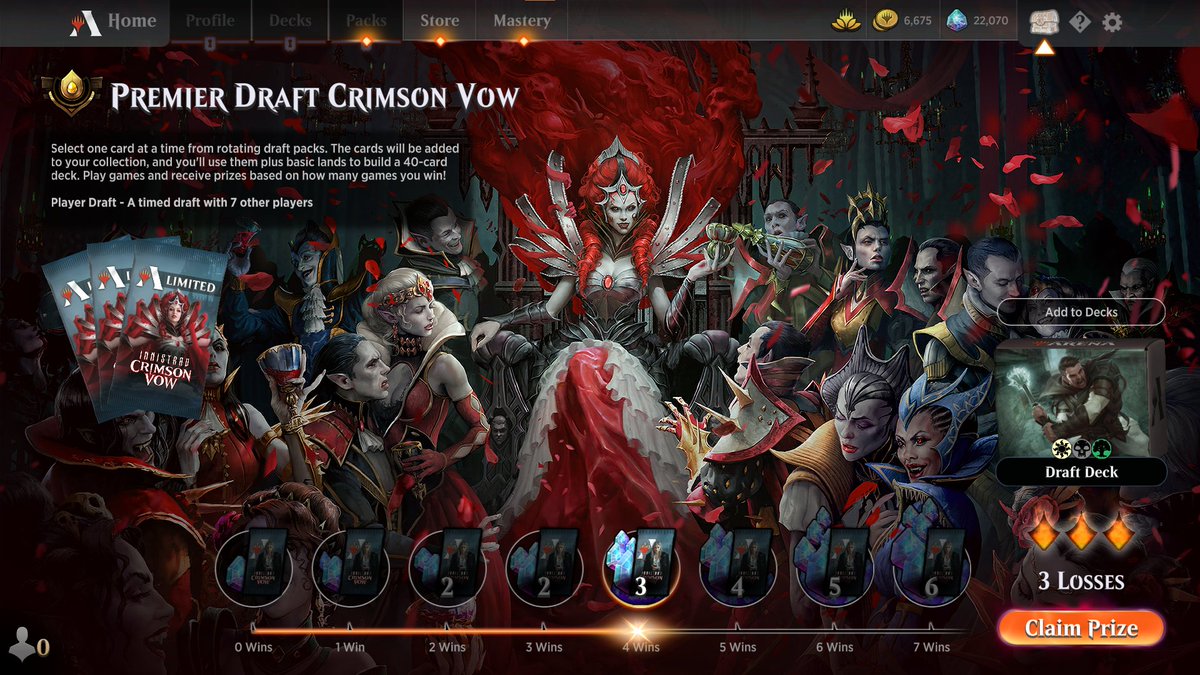 Home
Profile
Decks
Packs
Store
Mastery
6,675
22,070
PREMIER DRAFT CRIMSON VOW
Select one card at a time from rotating draft packs. The cards will be added
to your collection, and you'll use them plus basic lands to build a 40-card
deck. Play games and receive prizes based on how many games you win!
Player Draft - A timed draft with 7 other players
LIMITED
INNISTRAD
CRIMSON
VOW
Add to Decks
Draft Deck
2
2
3
4
5
6
3 LOSSES
Claim Prize
0 Wins
1 Win
2 Wins
3 Wins
4 Wins
5 Wins
6 Wins
7 Wins
0